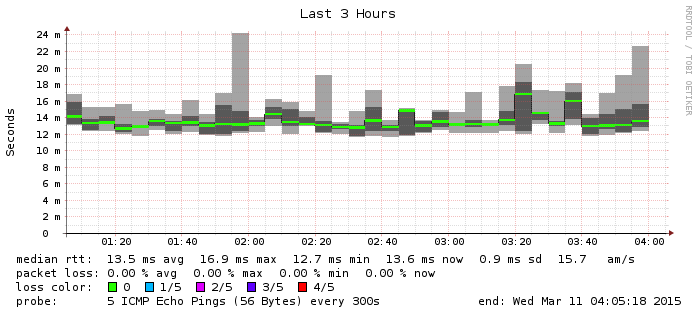 Last 3 Hours
RRDTOOL / TOBI OETIKER
Seconds
24 m
22 m
20 m
18 m
16 m
14 m
12 m
10 m
8 m
6 m
4 m
2 m
0
01:20 01:40 02:00 02:20 02:40 03:00 03:20 03:40 04:00
median rtt: 13.5 ms avg 16.9 ms max 12.7 ms min 13.6 ms now 0.9 ms sd 15.7 am/s
packet loss: 0.00 % avg 0.00 % max 0.00 % min 0.00 % now
loss color: 0 1/5 2/5 3/5 4/5
probe: 5 ICMP Echo Pings (56 Bytes) every 300s end: Wed Mar 11 04:05:18 2015